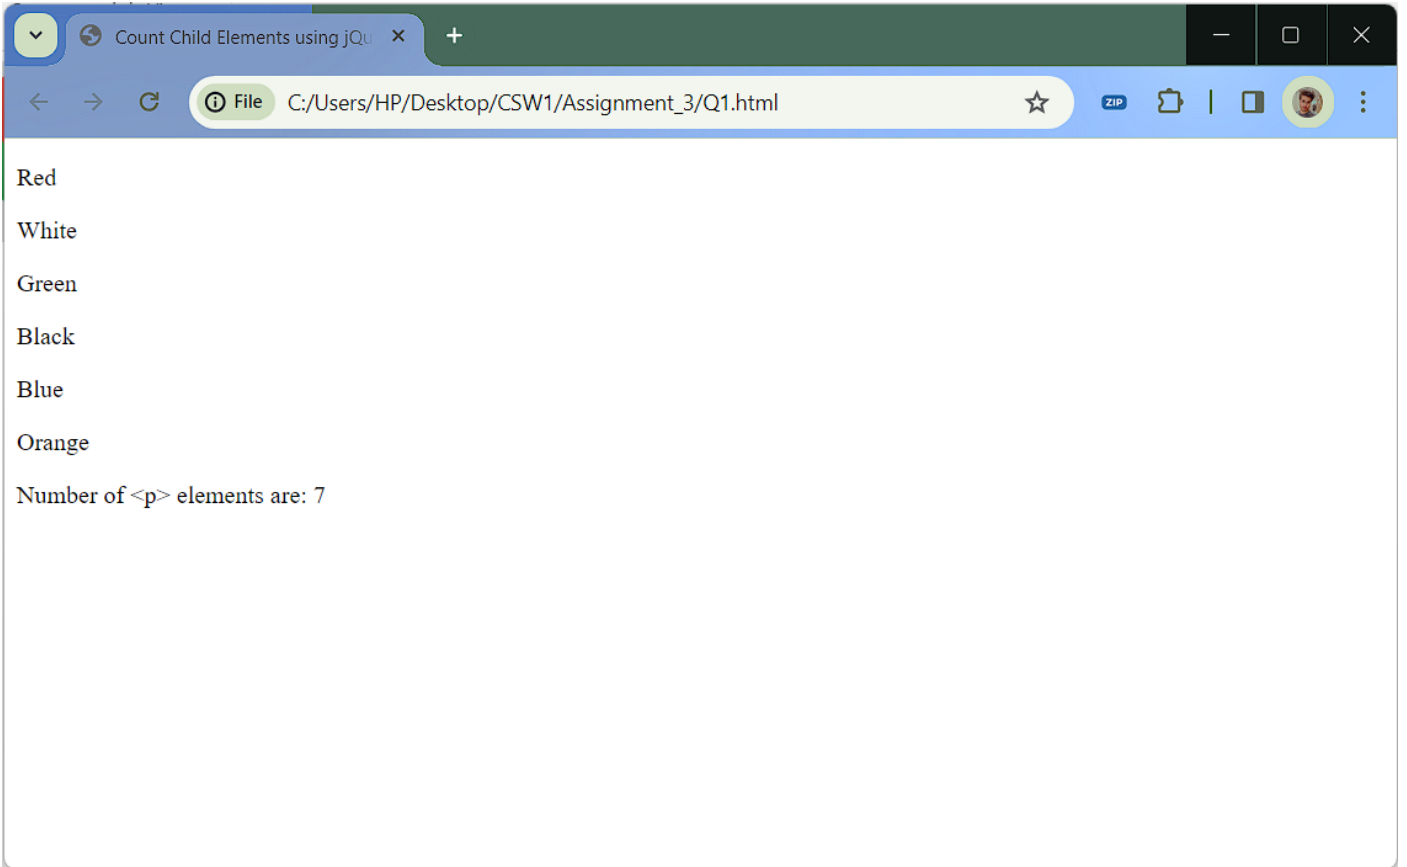 Count Child Elements using jQu
File C:/Users/HP/Desktop/CSW1/Assignment_3/Q1.html ZIP
Red
White
Green
Black
Blue
Orange
Number of <p> elements are: 7